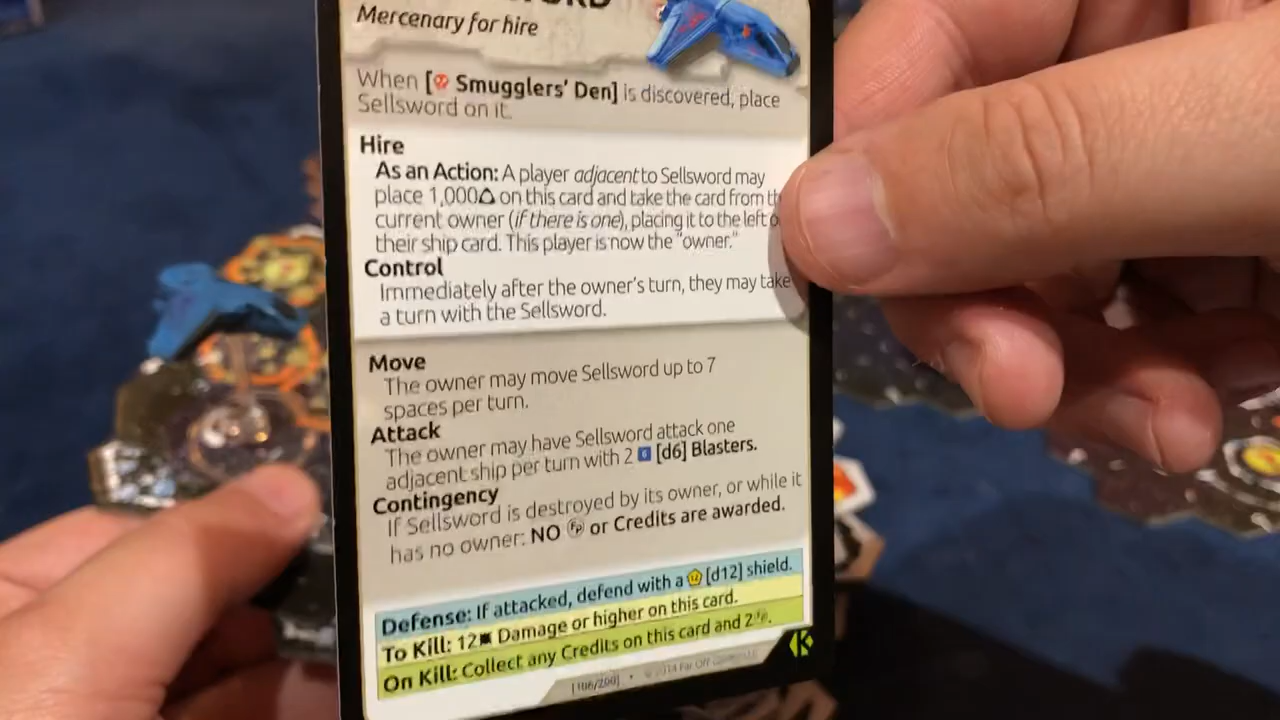 Mercenary for hire
When [ Smugglers' Den] is discovered, place
Sellsword on it.
Hire
As an Action: A player adjacent to Sellsword may
place 1,000 on this card and take the card from
current owner (if there is one), placing it to the left
their ship card. This player is now the "owner."
Control
Immediately after the owner's turn, they may take
a turn with the Sellsword.
Move
The owner may move Sellsword up to 7
spaces per turn.
Attack
The owner may have Sellsword attack one
adjacent ship per turn with 2 6 [d6] Blasters.
Contingency
If Sellsword is destroyed by its owner, or while it
has no owner: NO FP or Credits are awarded.
Defense: If attacked, defend with a 12 [d12] shield.
To Kill: 12 Damage or higher on this card.
On Kill: Collect any Credits on this card and 2 FP.
K